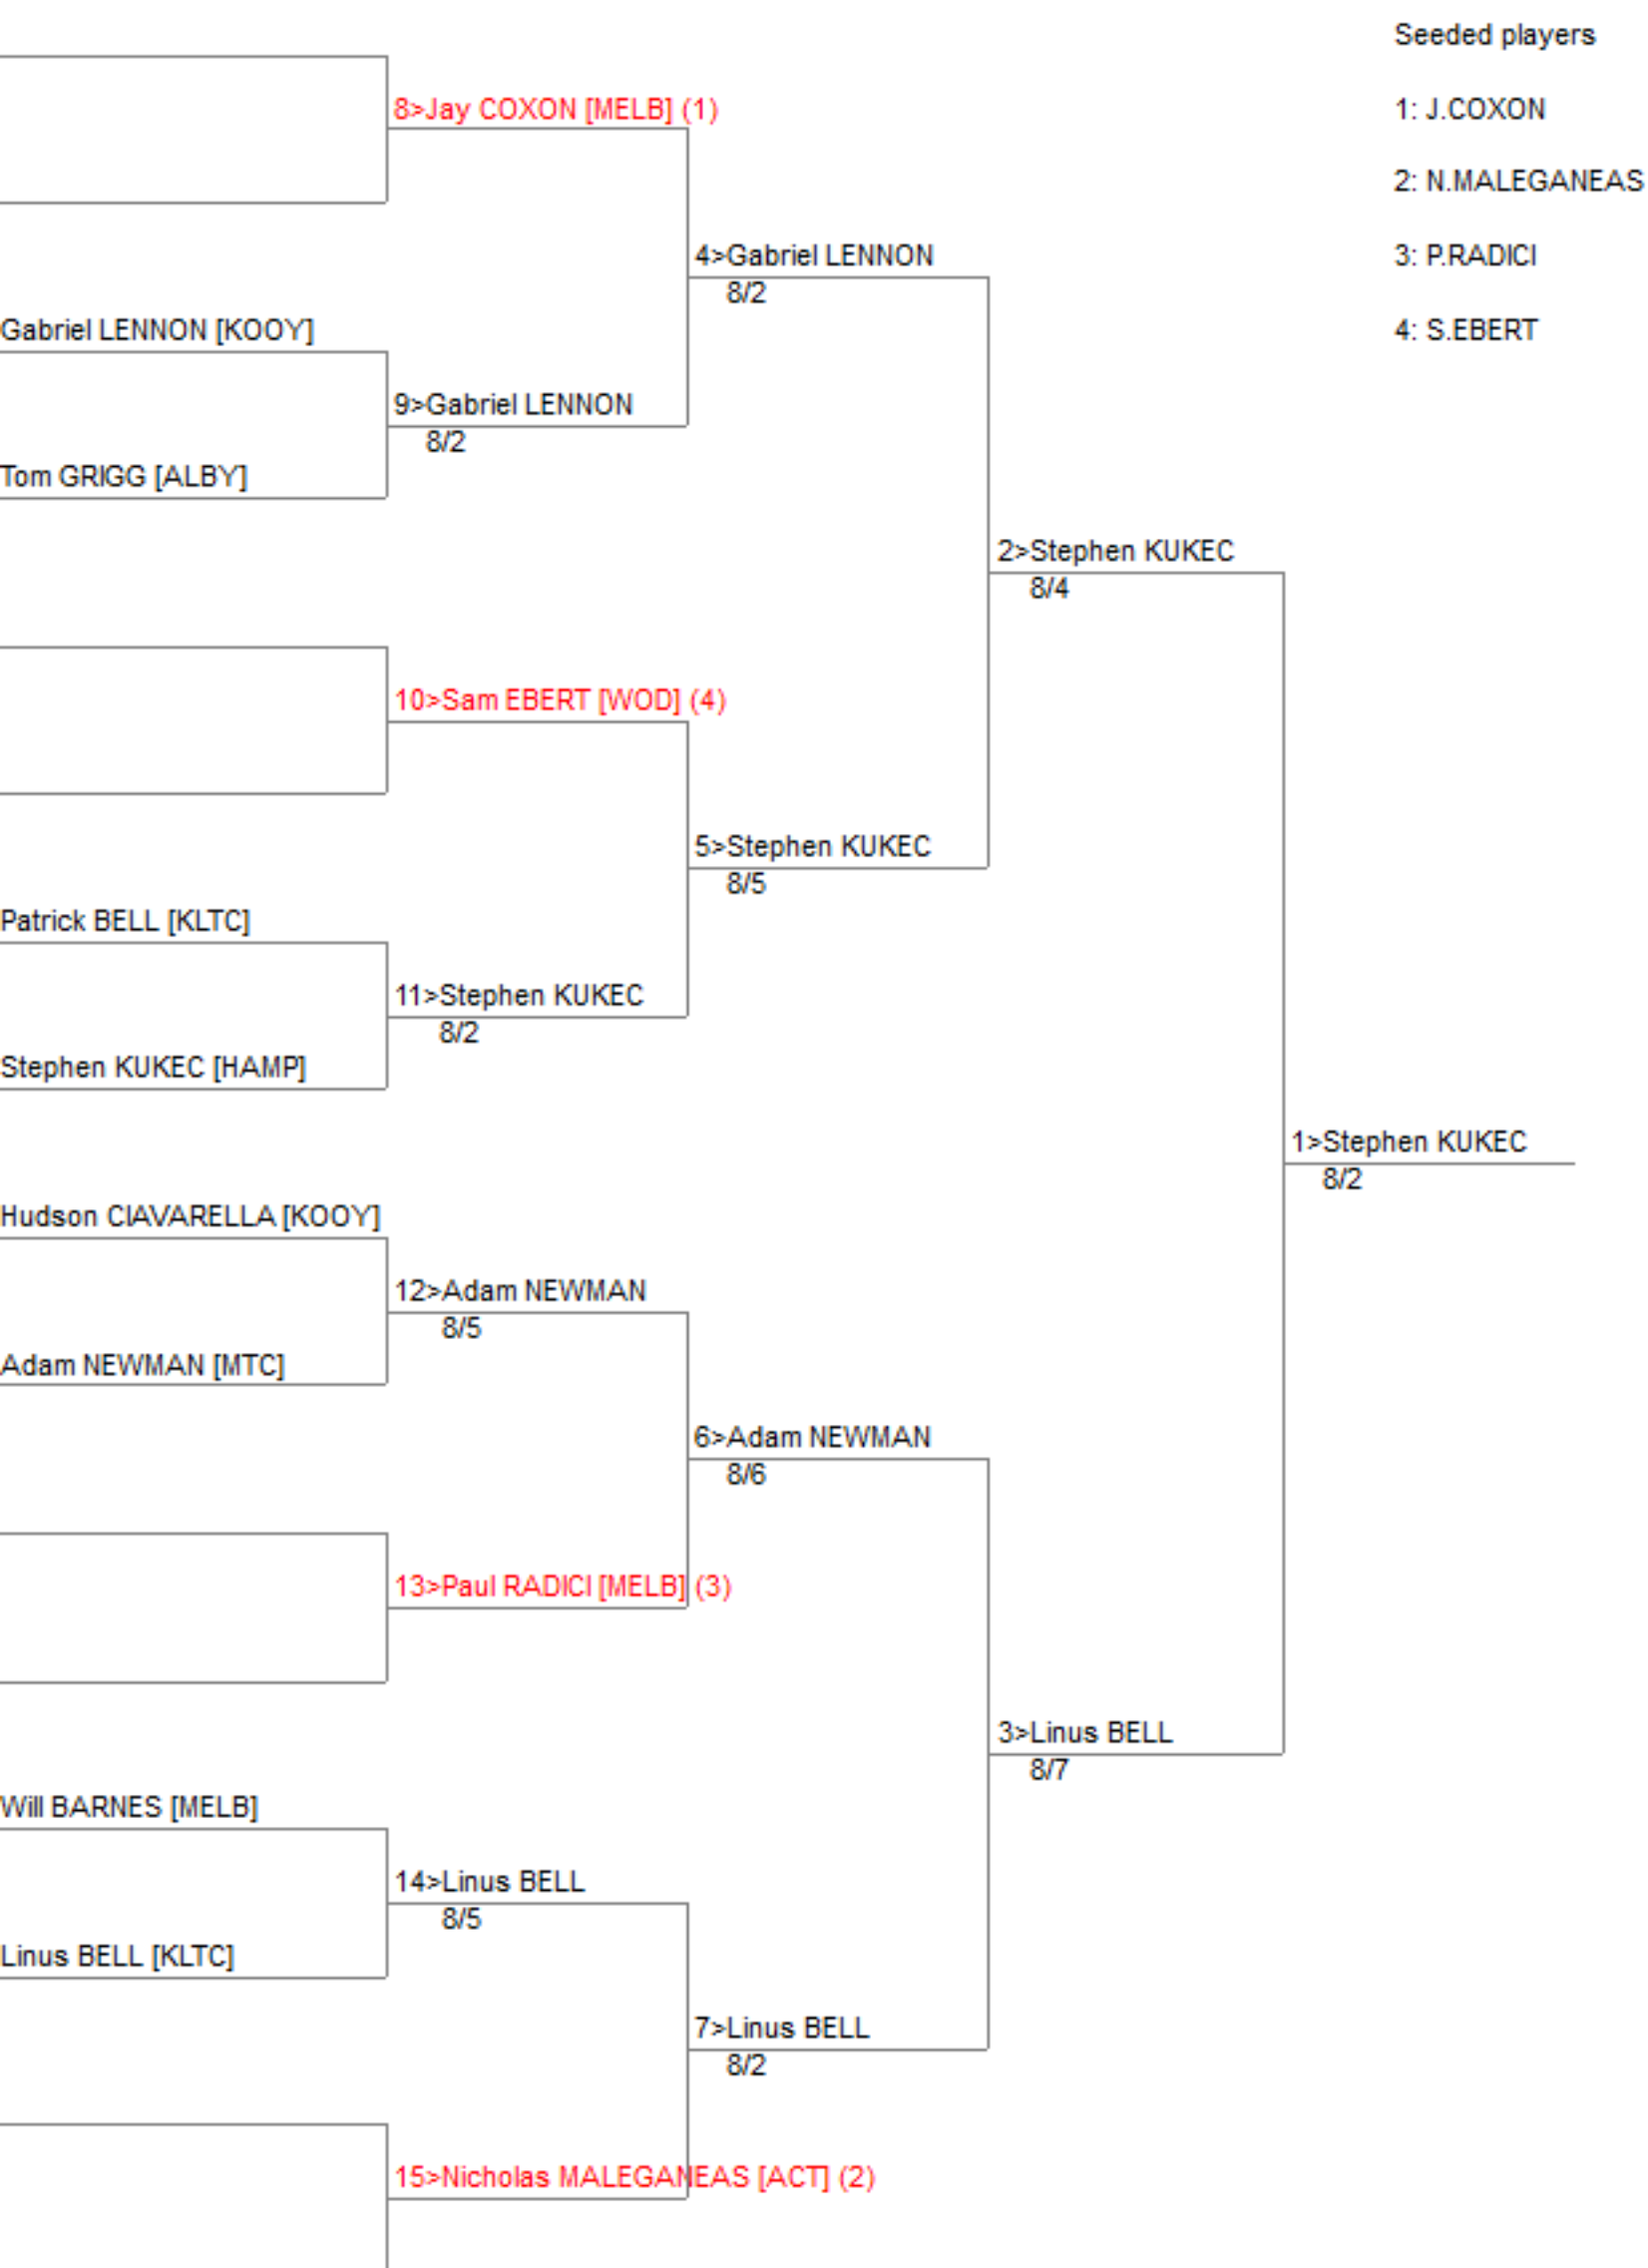 Seeded players
8>Jay COXON [MELB] (1)
1: J.COXON
2: N.MALEGANEAS
4>Gabriel LENNON
3: P.RADICI
8/2
Gabriel LENNON [KOOY]
4: S.EBERT
9>Gabriel LENNON
8/2
Tom GRIGG [ALBY]
2>Stephen KUKEC
8/4
10>Sam EBERT [WOD] (4)
5>Stephen KUKEC
8/5
Patrick BELL [KLTC]
11>Stephen KUKEC
8/2
Stephen KUKEC [HAMP]
1>Stephen KUKEC
8/2
Hudson CIAVARELLA [KOOY]
12>Adam NEWMAN
8/5
Adam NEWMAN [MTC]
6>Adam NEWMAN
8/6
13>Paul RADICI [MELB] (3)
3>Linus BELL
8/7
Will BARNES [MELB]
14>Linus BELL
8/5
Linus BELL [KLTC]
7>Linus BELL
8/2
15>Nicholas MALEGANEAS [ACT] (2)